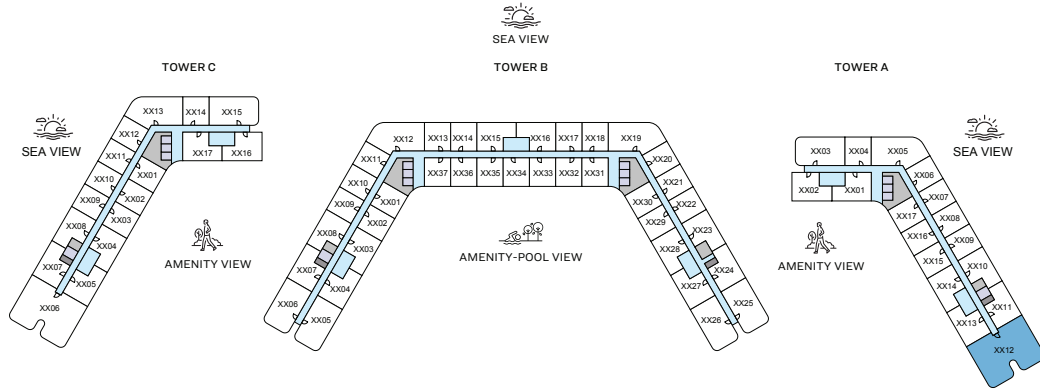 SEA VIEW
TOWER C
TOWER B
TOWER A
SEA VIEW
SEA VIEW
AMENITY VIEW
AMENITY-POOL VIEW
AMENITY VIEW
XX13
XX14
XX15
XX12
XX11
XX10
XX09
XX08
XX07
XX06
XX05
XX04
XX03
XX02
XX01
XX17
XX16
XX12
XX13
XX14
XX15
XX16
XX17
XX18
XX19
XX11
XX10
XX09
XX08
XX07
XX06
XX05
XX04
XX03
XX02
XX01
XX37
XX36
XX35
XX34
XX33
XX32
XX31
XX30
XX29
XX28
XX27
XX26
XX20
XX21
XX22
XX23
XX24
XX25
XX03
XX04
XX05
XX02
XX01
XX06
XX07
XX08
XX09
XX10
XX11
XX12
XX17
XX16
XX15
XX14
XX13